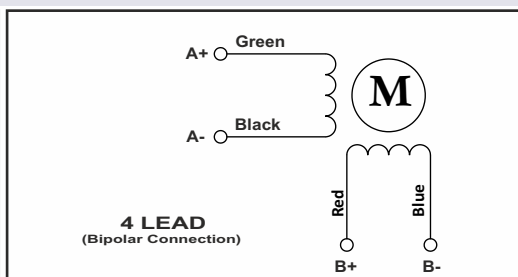 A+ Green
M
A- Black
Red Blue
4 LEAD
(Bipolar Connection)
B+ B-